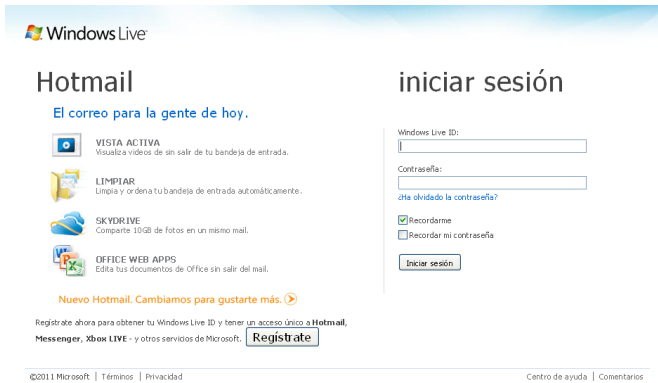 Windows Live
Hotmail
El correo para la gente de hoy.
VISTA ACTIVA
Visualiza videos de sin salir de tu bandeja de entrada.
LIMPIAR
Limpia y ordena tu bandeja de entrada automáticamente.
SKYDRIVE
Comparte 10GB de fotos en un mismo mail.
OFFICE WEB APPS
Edita tus documentos de Office sin salir del mail.
Nuevo Hotmail. Cambiamos para gustarte más.
Regístrate ahora para obtener tu Windows Live ID y tener un acceso único a Hotmail,
Messenger, Xbox LIVE - y otros servicios de Microsoft. Regístrate
iniciar sesión
Windows Live ID:
Contraseña:
¿Ha olvidado la contraseña?
Recordarme
Recordar mi contraseña
Iniciar sesión
©2011 Microsoft | Términos | Privacidad
Centro de ayuda | Comentarios